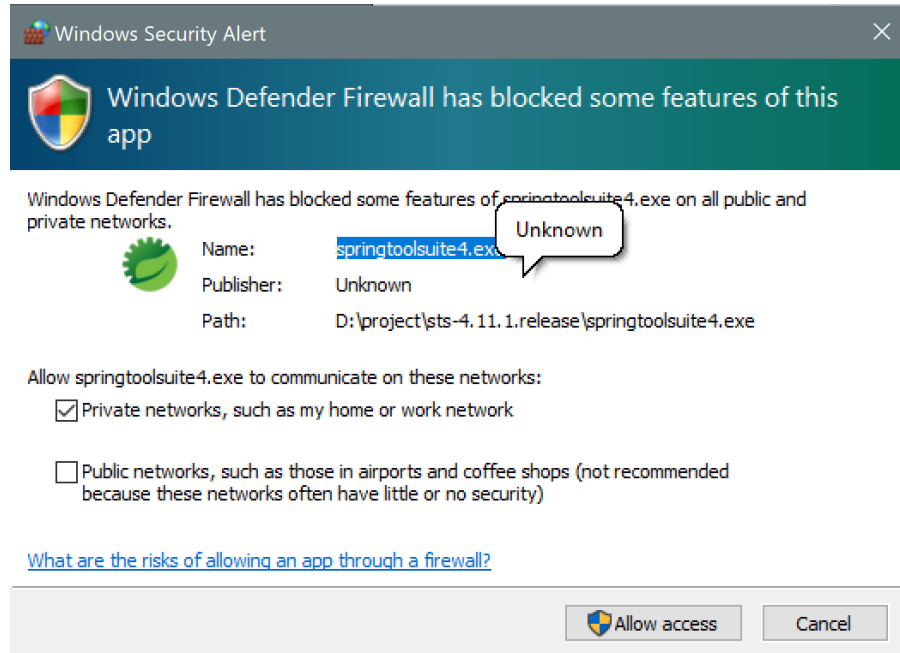 Windows Security Alert
Windows Defender Firewall has blocked some features of this
app
Windows Defender Firewall has blocked some features of springtoolsuite4.exe on all public and
private networks.
Unknown
Name: springtoolsuite4.ex
Publisher: Unknown
Path: D:\project\sts-4.11.1.release\springtoolsuite4.exe
Allow springtoolsuite4.exe to communicate on these networks:
Private networks, such as my home or work network
Public networks, such as those in airports and coffee shops (not recommended
because these networks often have little or no security)
What are the risks of allowing an app through a firewall?
Allow access
Cancel